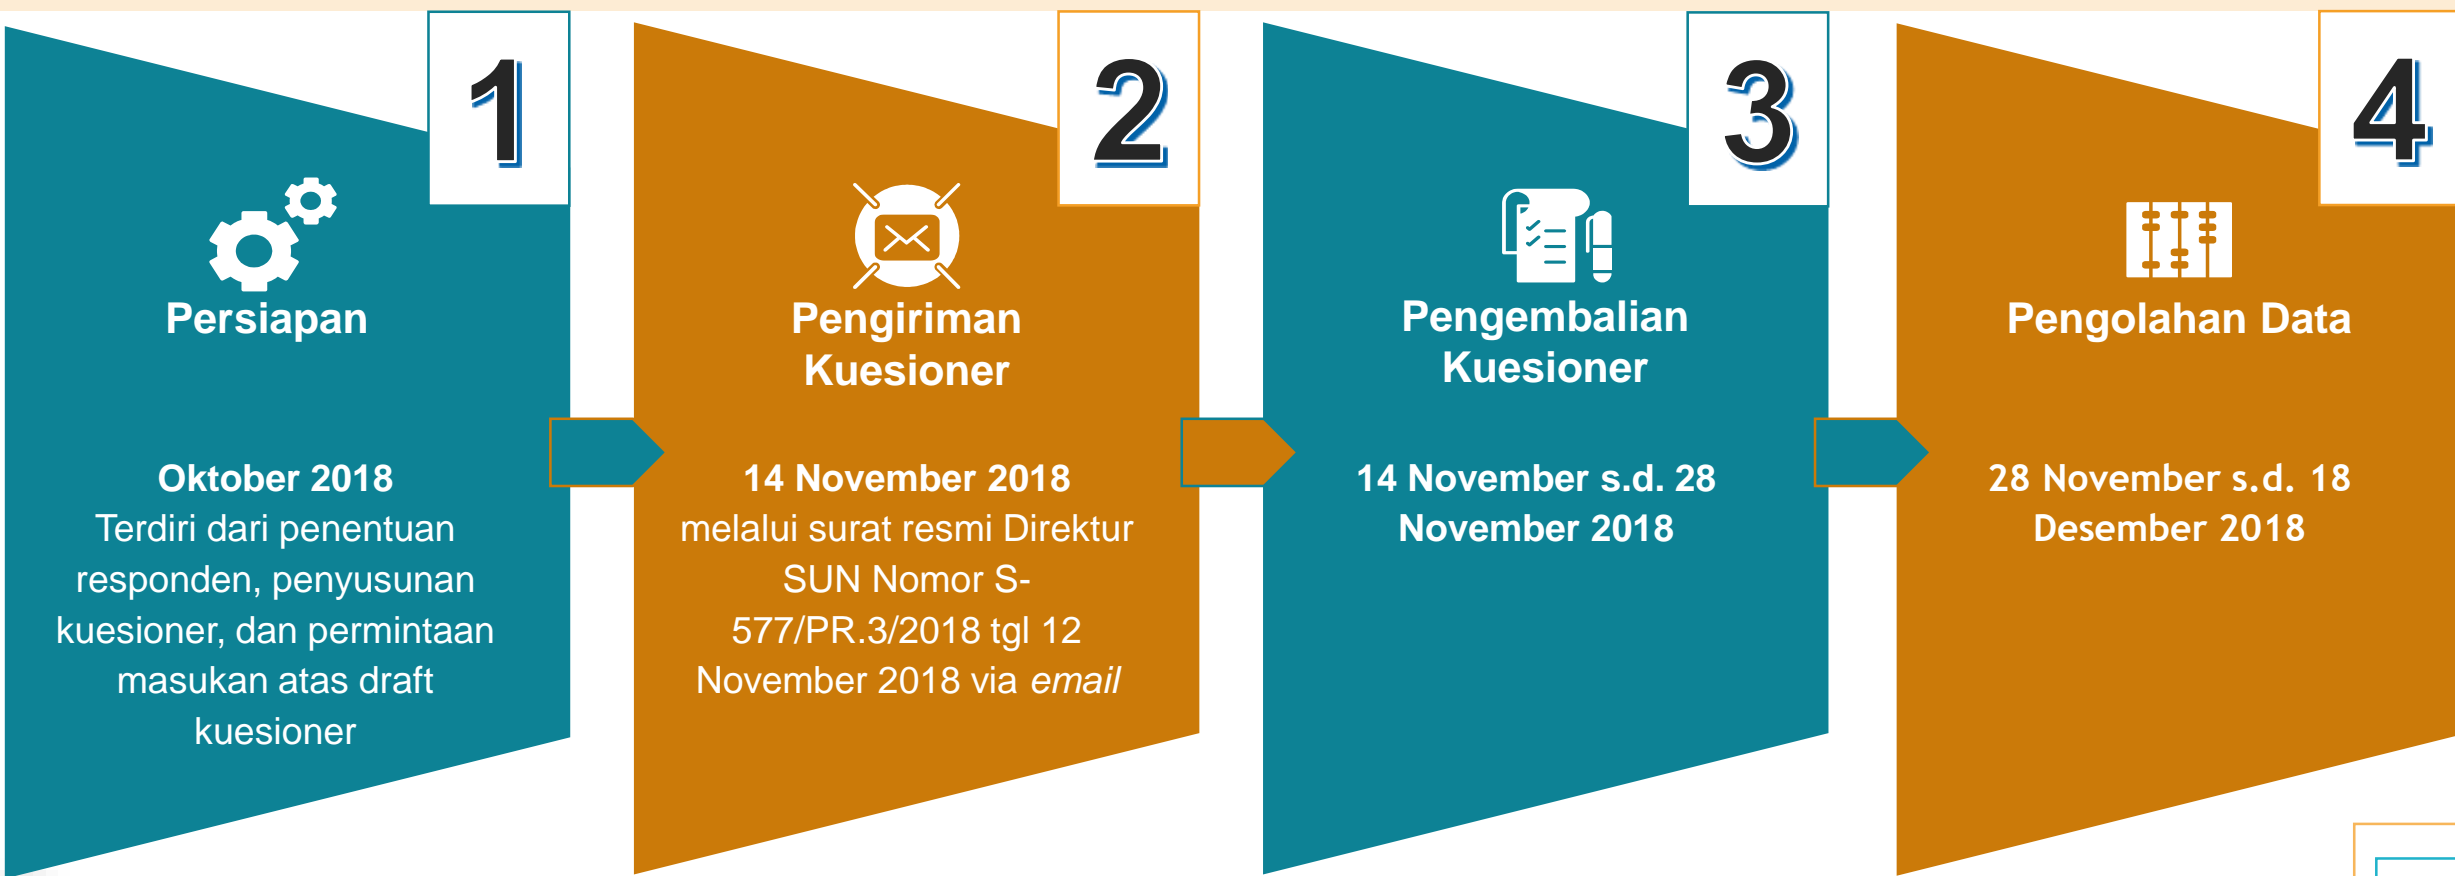 1
Persiapan
Oktober 2018
Terdiri dari penentuan
responden, penyusunan
kuesioner, dan permintaan
masukan atas draft
kuesioner
2
Pengiriman
Kuesioner
14 November 2018
melalui surat resmi Direktur
SUN Nomor S-
577/PR.3/2018 tgl 12
November 2018 via email
3
Pengembalian
Kuesioner
14 November s.d. 28
November 2018
4
Pengolahan Data
28 November s.d. 18
Desember 2018